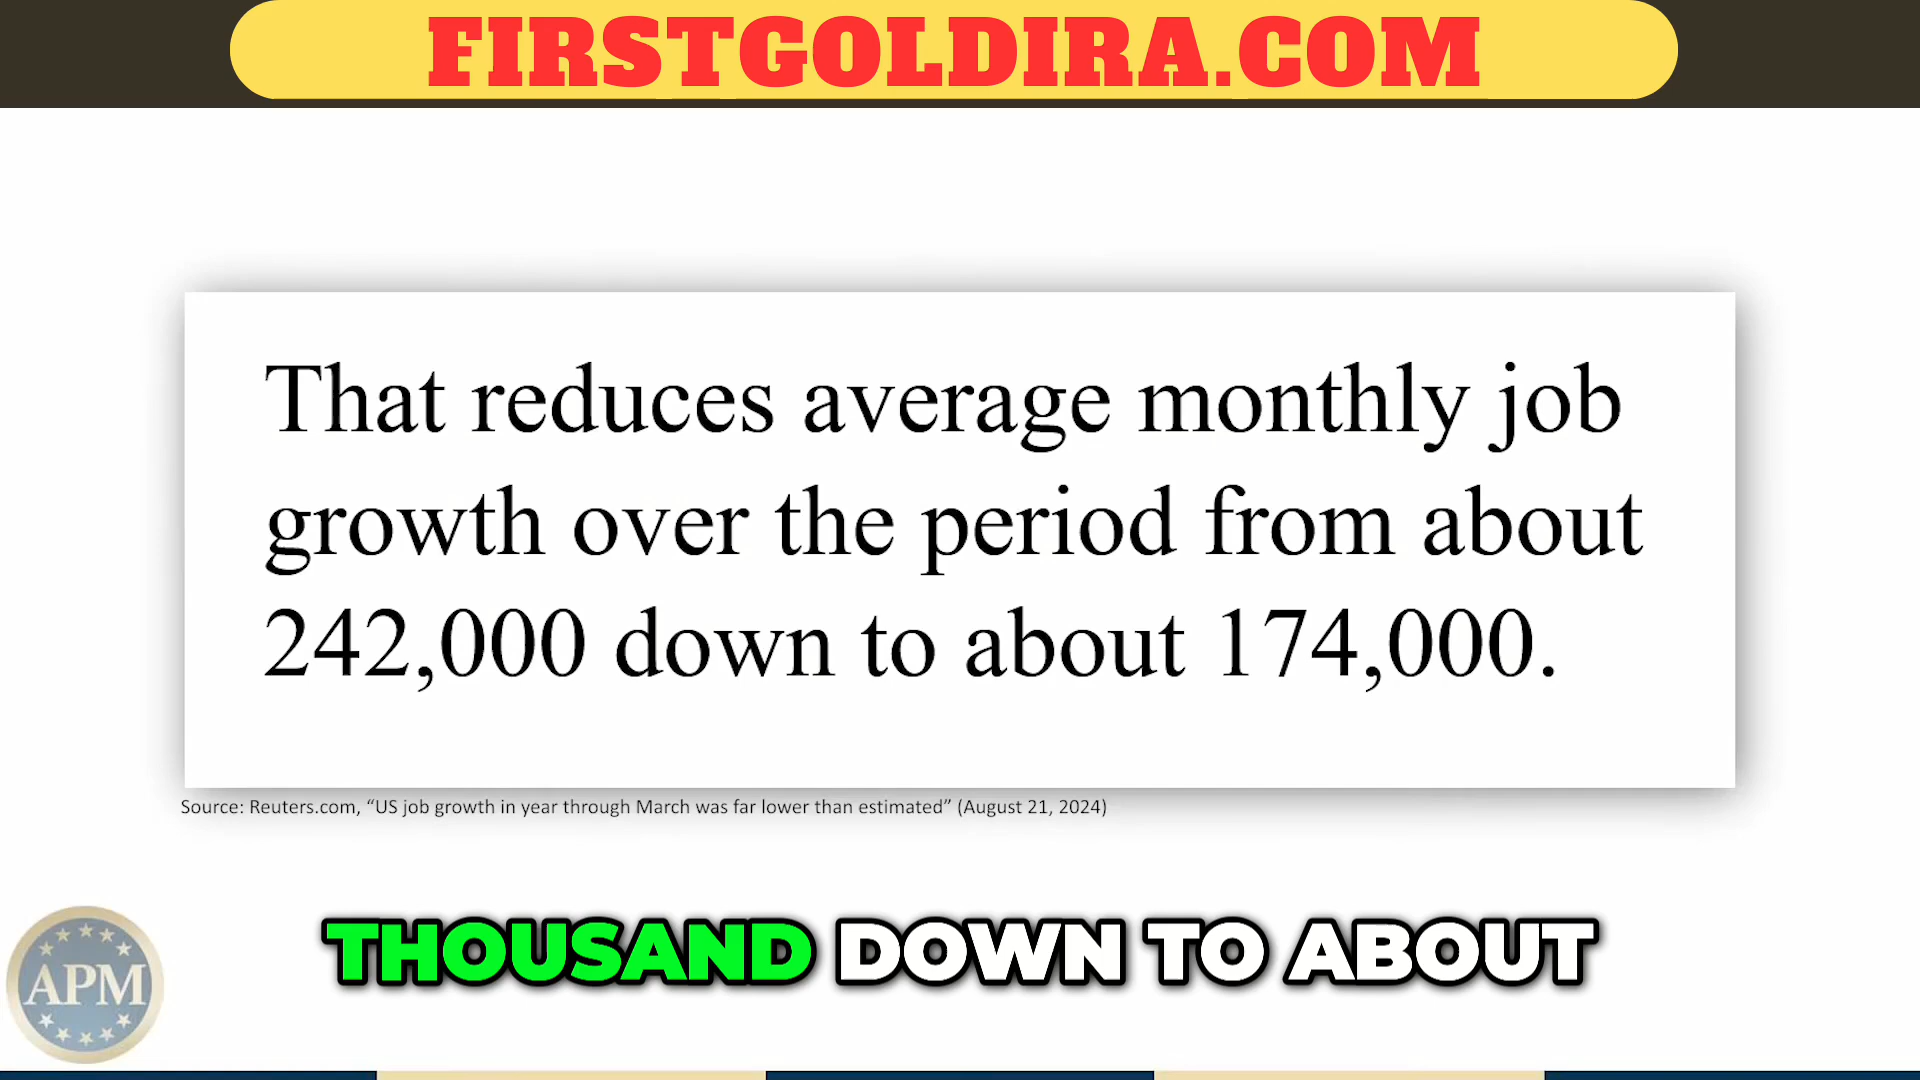 FIRSTGOLDIRA.COM
That reduces average monthly job
growth over the period from about
242,000 down to about 174,000.
Source: Reuters.com, “US job growth in year through March was far lower than estimated” (August 21, 2024)
THOUSAND DOWN TO ABOUT
APM